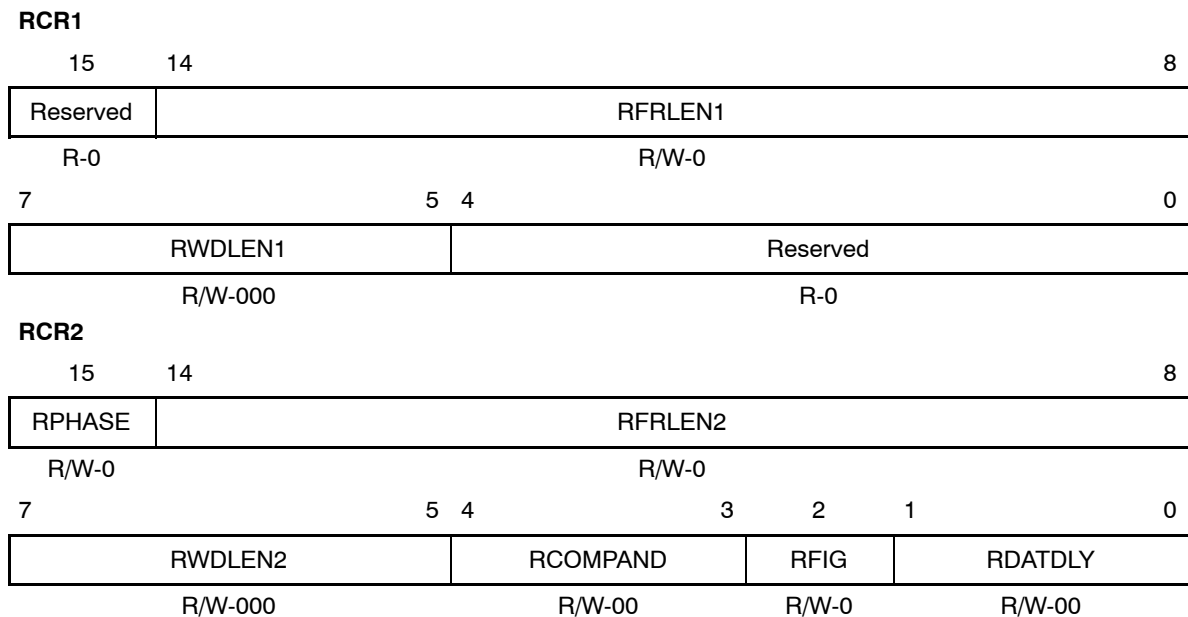 RCR1
15 14 8
Reserved RFRLEN1
R-0 R/W-0
7 5 4 0
RWDLEN1 Reserved
R/W-000 R-0
RCR2
15 14 8
RPHASE RFRLEN2
R/W-0 R/W-0
7 5 4 3 2 1 0
RWDLEN2 RCOMPAND RFIG RDATDLY
R/W-000 R/W-00 R/W-0 R/W-00